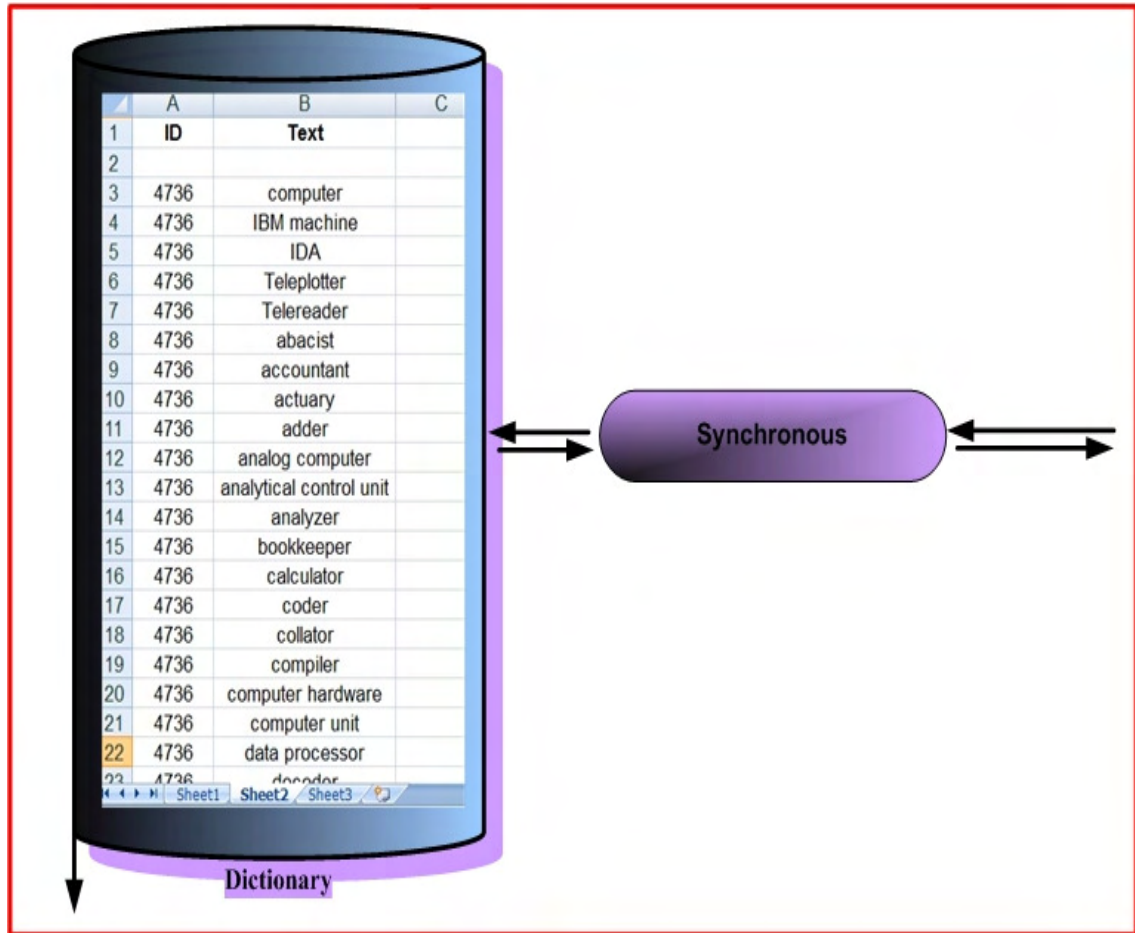 A B C
1 ID Text
2
3 4736 computer
4 4736 IBM machine
5 4736 IDA
6 4736 Teleplotter
7 4736 Telereader
8 4736 abacist
9 4736 accountant
10 4736 actuary
11 4736 adder
12 4736 analog computer
13 4736 analytical control unit
14 4736 analyzer
15 4736 bookkeeper
16 4736 calculator
17 4736 coder
18 4736 collator
19 4736 compiler
20 4736 computer hardware
21 4736 computer unit
22 4736 data processor
23 4736 decoder
Sheet1 Sheet2 Sheet3
Synchronous
Dictionary